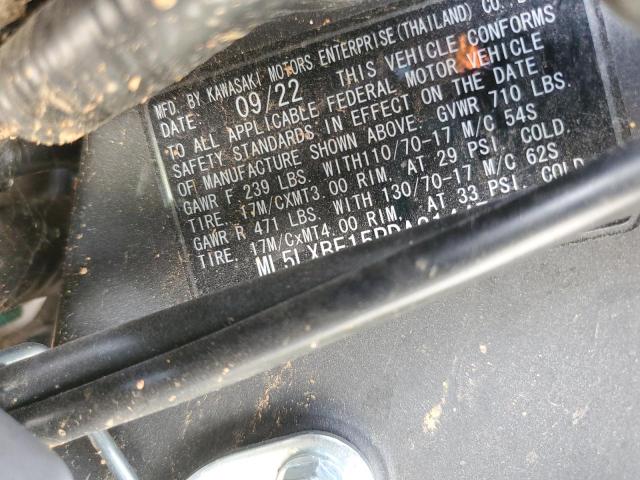 MFD. BY KAWASAKI MOTORS ENTERPRISE(THAILAND) CO.
DATE: 09/22 THIS VEHICLE CONFORMS
TO ALL APPLICABLE FEDERAL MOTOR VEHICLE
SAFETY STANDARDS IN EFFECT ON THE DATE
OF MANUFACTURE SHOWN ABOVE. GVWR 710 LBS.
GAWR F 239 LBS. WITH110/70-17 M/C 54S
TIRE. 17M/CXMT3.00 RIM. AT 29 PSI. COLD.
GAWR R 471 LBS. WITH 130/70-17 M/C 62S
TIRE. 17M/CXMT4.00 RIM. AT 33 PSI. COLD